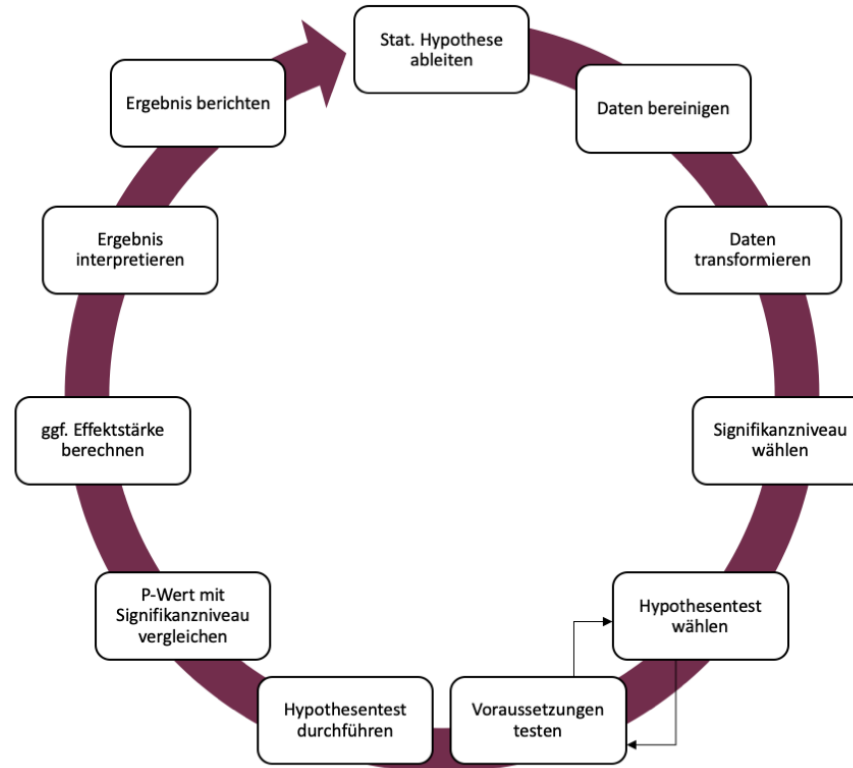 Stat. Hypothese
ableiten
Daten bereinigen
Daten
transformieren
Signifikanzniveau
wählen
Hypothesentest
wählen
Voraussetzungen
testen
Hypothesentest
durchführen
P-Wert mit
Signifikanzniveau
vergleichen
ggf. Effektstärke
berechnen
Ergebnis
interpretieren
Ergebnis berichten